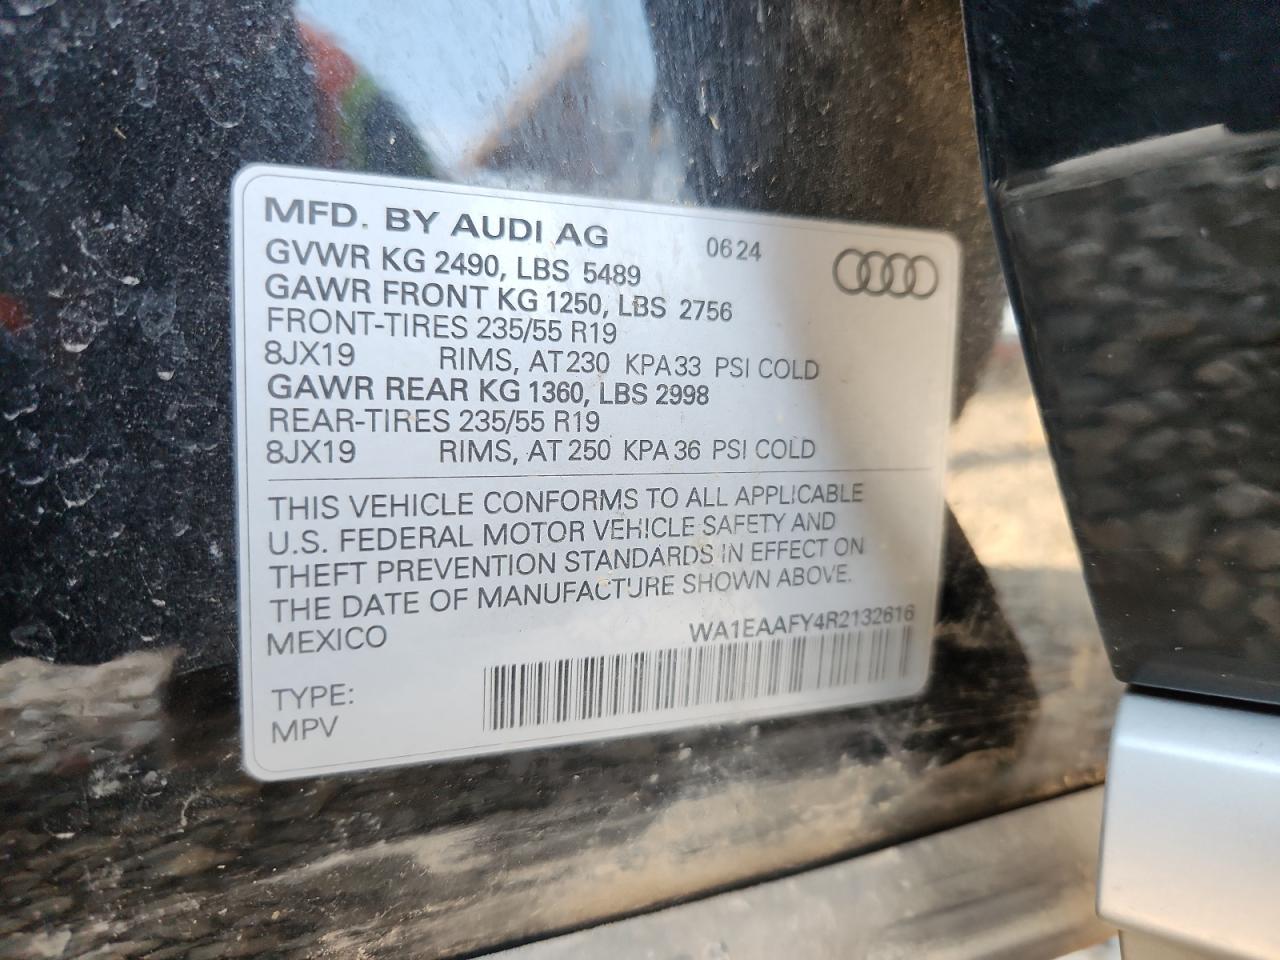 MFD. BY AUDI AG 0624
GVWR KG 2490, LBS 5489
GAWR FRONT KG 1250, LBS 2756
FRONT-TIRES 235/55 R19
8JX19 RIMS, AT 230 KPA 33 PSI COLD
GAWR REAR KG 1360, LBS 2998
REAR-TIRES 235/55 R19
8JX19 RIMS, AT 250 KPA 36 PSI COLD
THIS VEHICLE CONFORMS TO ALL APPLICABLE
U.S. FEDERAL MOTOR VEHICLE SAFETY AND
THEFT PREVENTION STANDARDS IN EFFECT ON
THE DATE OF MANUFACTURE SHOWN ABOVE.
MEXICO WA1EAAFY4R2132616
TYPE:
MPV